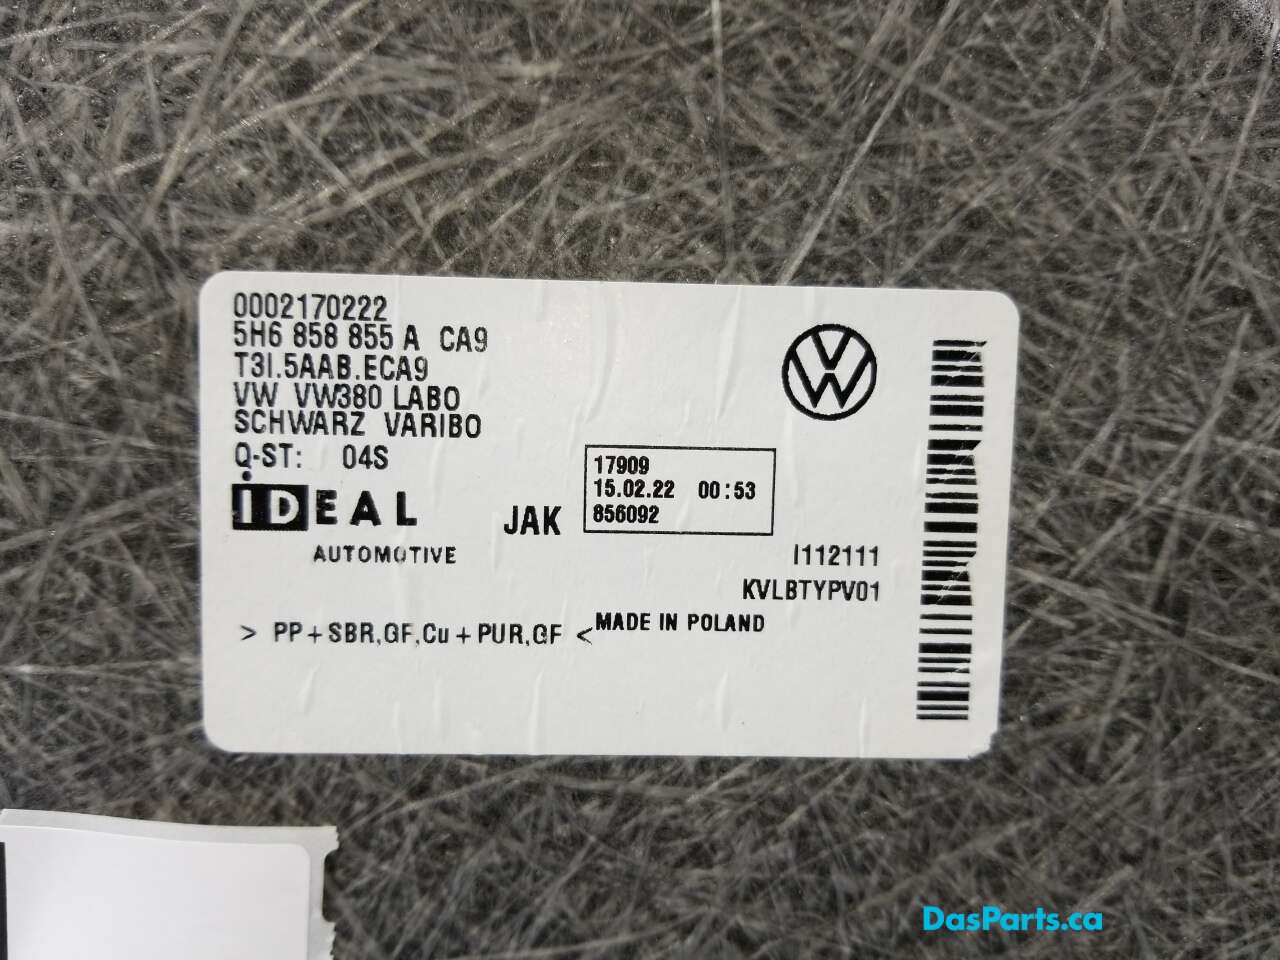 0002170222
5H6 858 855 A CA9
T3I.5AAB.ECA9
VW VW380 LABO
SCHWARZ VARIBO
Q-ST: 04S
iDEAL
AUTOMOTIVE
JAK
17909
15.02.22 00:53
856092
I112111
KVLBTYPV01
MADE IN POLAND
> PP+SBR,GF,Cu+PUR,GF <
DasParts.ca